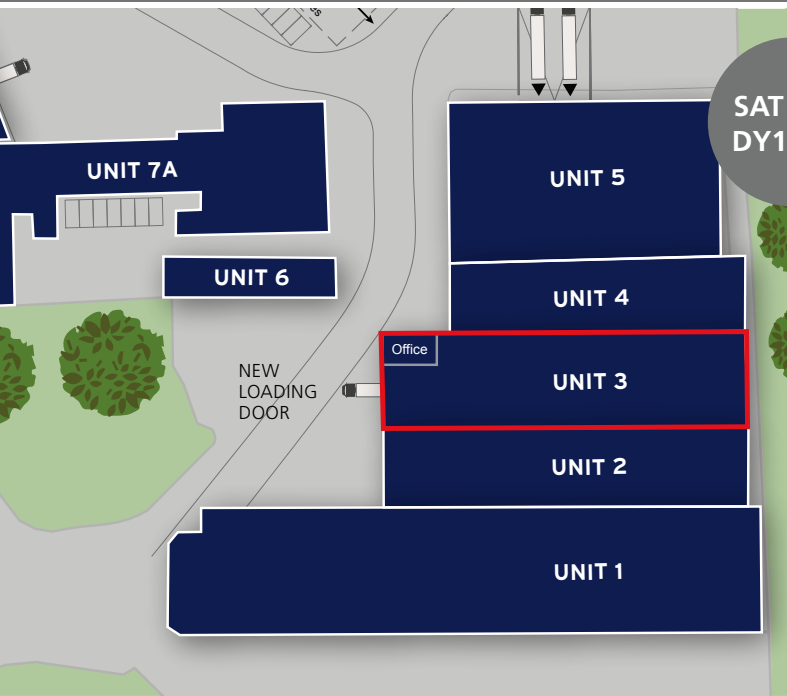 SAT
DY1
UNIT 7A
UNIT 5
UNIT 6
UNIT 4
Office
NEW
LOADING
DOOR
UNIT 3
UNIT 2
UNIT 1